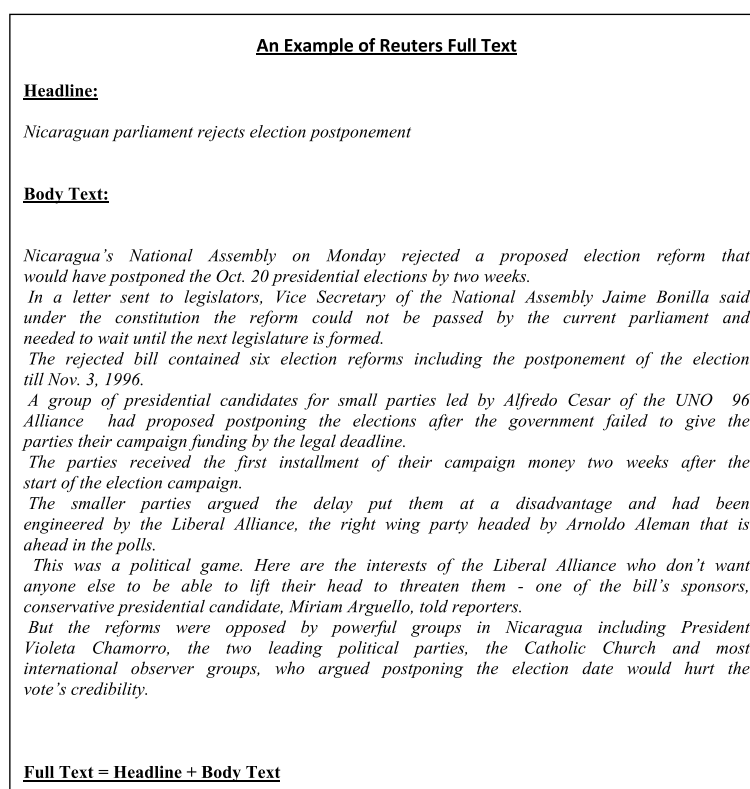 An Example of Reuters Full Text
Headline:
Nicaraguan parliament rejects election postponement
Body Text:
Nicaragua’s National Assembly on Monday rejected a proposed election reform that
would have postponed the Oct. 20 presidential elections by two weeks.
In a letter sent to legislators, Vice Secretary of the National Assembly Jaime Bonilla said
under the constitution the reform could not be passed by the current parliament and
needed to wait until the next legislature is formed.
The rejected bill contained six election reforms including the postponement of the election
till Nov. 3, 1996.
A group of presidential candidates for small parties led by Alfredo Cesar of the UNO 96
Alliance had proposed postponing the elections after the government failed to give the
parties their campaign funding by the legal deadline.
The parties received the first installment of their campaign money two weeks after the
start of the election campaign.
The smaller parties argued the delay put them at a disadvantage and had been
engineered by the Liberal Alliance, the right wing party headed by Arnoldo Aleman that is
ahead in the polls.
This was a political game. Here are the interests of the Liberal Alliance who don’t want
anyone else to be able to lift their head to threaten them - one of the bill’s sponsors,
conservative presidential candidate, Miriam Arguello, told reporters.
But the reforms were opposed by powerful groups in Nicaragua including President
Violeta Chamorro, the two leading political parties, the Catholic Church and most
international observer groups, who argued postponing the election date would hurt the
vote’s credibility.
Full Text = Headline + Body Text